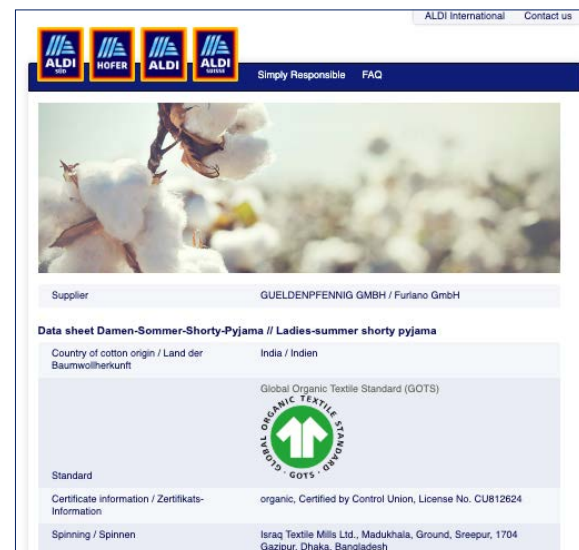 ALDI International Contact us
ALDI SÜD HOFER ALDI ALDI SUISSE
Simply Responsible FAQ
Supplier GUELDENPFENNIG GMBH / Furlano GmbH
Data sheet Damen-Sommer-Shorty-Pyjama // Ladies-summer shorty pyjama
Country of cotton origin / Land der India / Indien
Baumwollherkunft
Global Organic Textile Standard (GOTS)
GLOBAL ORGANIC TEXTILE STANDARD · GOTS ·
Standard
Certificate information / Zertifikats- organic, Certified by Control Union, License No. CU812624
Information
Spinning / Spinnen Israq Textile Mills Ltd., Madukhala, Ground, Sreepur, 1704
Gazipur, Dhaka, Bangladesh